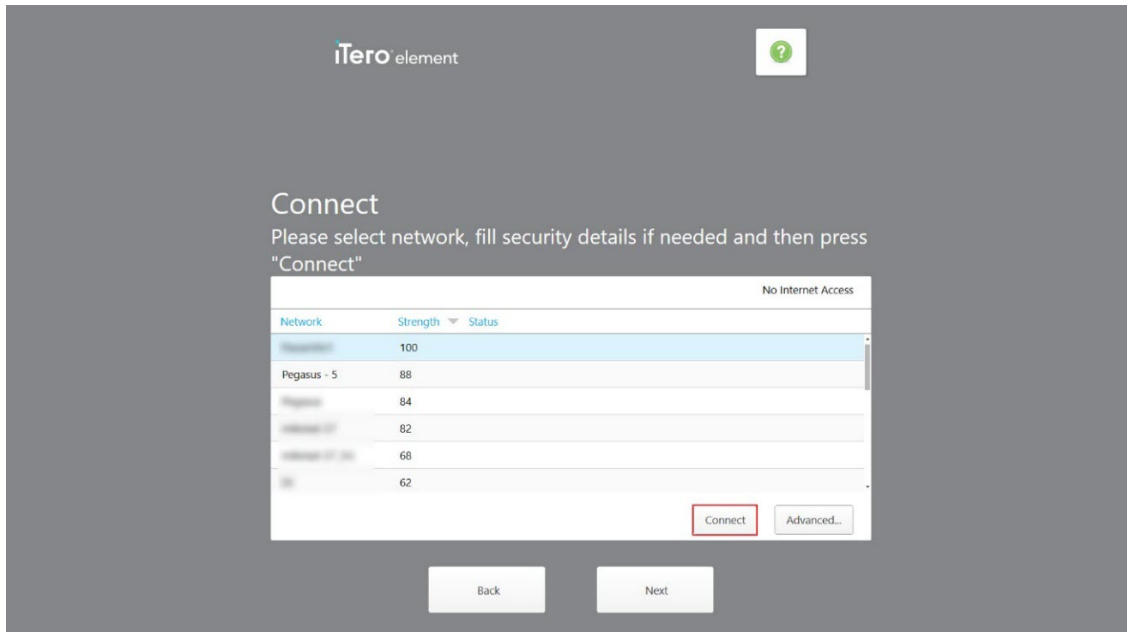 iTero element
?
Connect
Please select network, fill security details if needed and then press
"Connect"
No Internet Access
Network Strength Status
100
Pegasus - 5 88
84
82
68
62
Connect Advanced...
Back Next